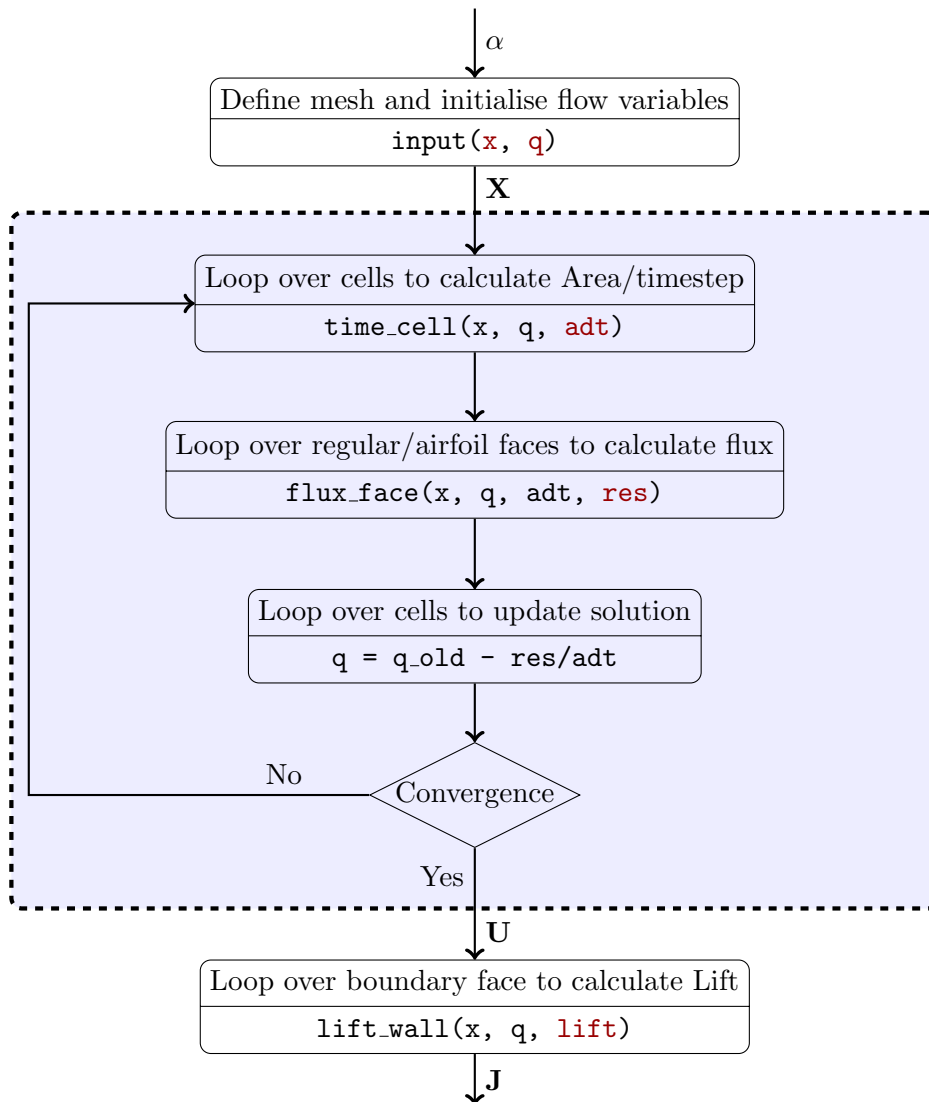 α
Define mesh and initialise flow variables
input(x, q)
X
Loop over cells to calculate Area/timestep
time_cell(x, q, adt)
Loop over regular/airfoil faces to calculate flux
flux_face(x, q, adt, res)
Loop over cells to update solution
q = q_old - res/adt
No
Convergence
Yes
U
Loop over boundary face to calculate Lift
lift_wall(x, q, lift)
J